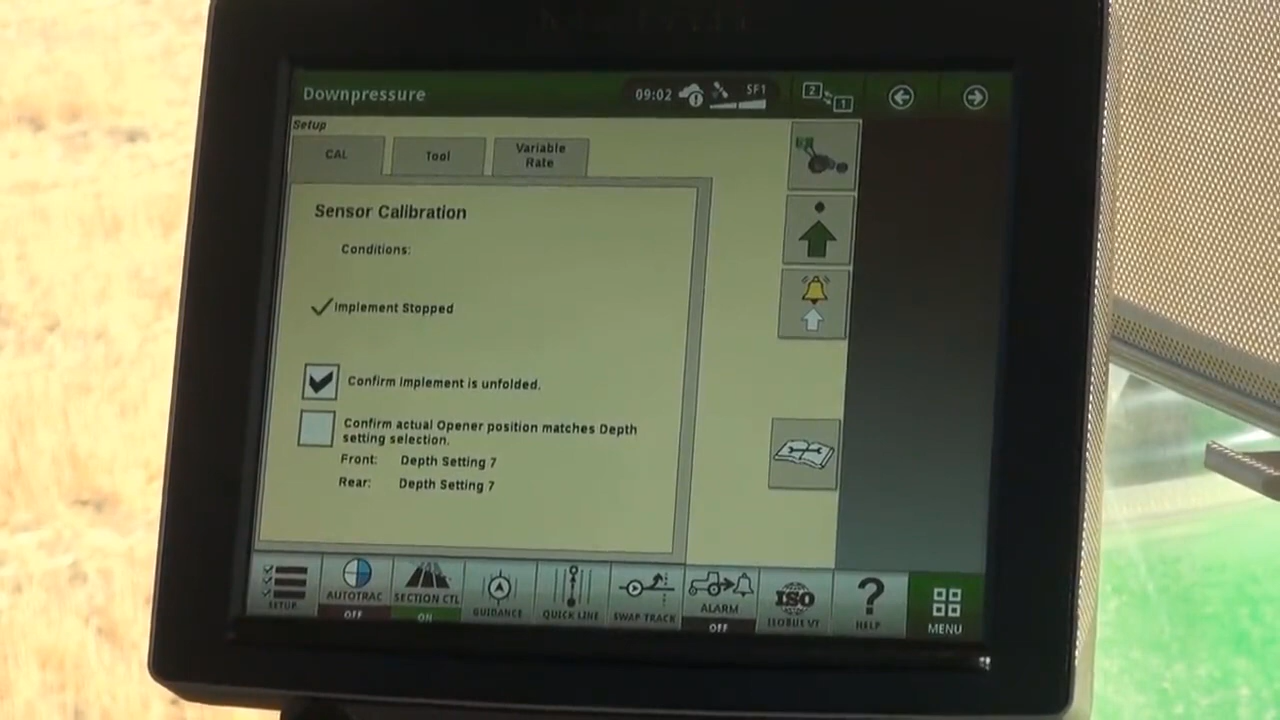 Downpressure
09:02
SF1
2
1
Setup
CAL
Tool
Variable
Rate
Sensor Calibration
Conditions:
Implement Stopped
Confirm Implement is unfolded.
Confirm actual Opener position matches Depth
setting selection.
Front: Depth Setting 7
Rear: Depth Setting 7
SETUP
AUTOTRAC
OFF
SECTION CTL
ON
GUIDANCE
QUICK LINE
SWAP TRACK
ALARM
OFF
ISO
ISOBUS VT
?
HELP
MENU